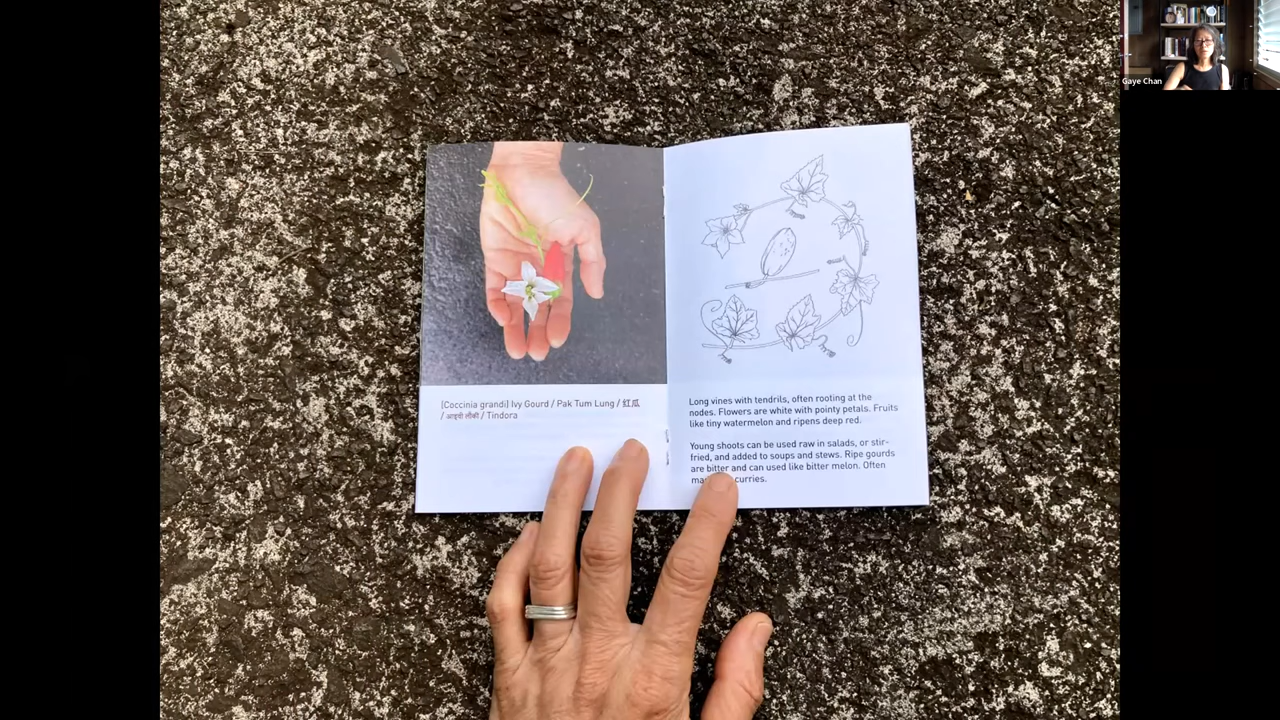 Gaye Chan
(Coccinia grandi) Ivy Gourd / Pak Tum Lung / 紅瓜
/ आइवी लौकी / Tindora
Long vines with tendrils, often rooting at the
nodes. Flowers are white with pointy petals. Fruits
like tiny watermelon and ripens deep red.
Young shoots can be used raw in salads, or stir-
fried, and added to soups and stews. Ripe gourds
are bitter and can used like bitter melon. Often
curries.